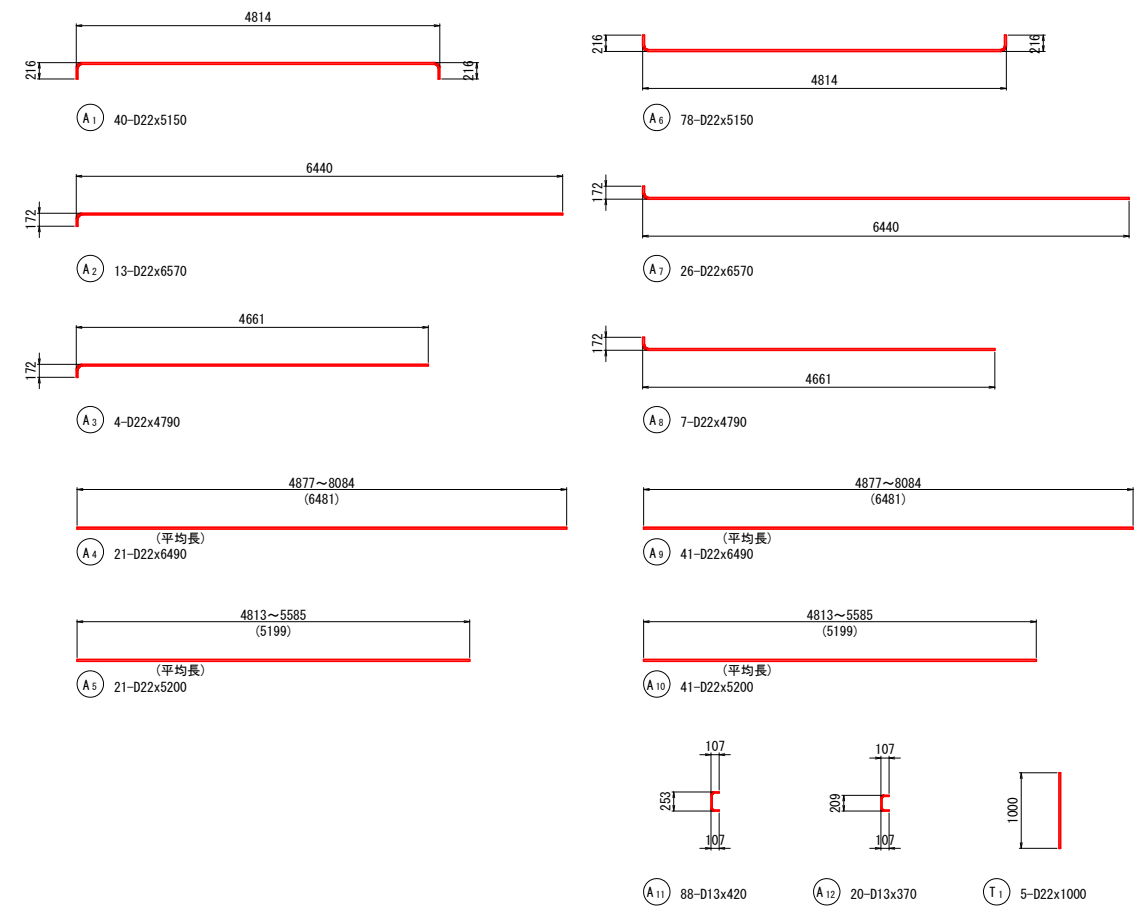 4814
216
216
A1 40-D22x5150
216
216
4814
A6 78-D22x5150
6440
172
A2 13-D22x6570
172
6440
A7 26-D22x6570
4661
172
A3 4-D22x4790
172
4661
A8 7-D22x4790
4877～8084
(6481)
(平均長)
A4 21-D22x6490
4877～8084
(6481)
(平均長)
A9 41-D22x6490
4813～5585
(5199)
(平均長)
A5 21-D22x5200
4813～5585
(5199)
(平均長)
A10 41-D22x5200
107
253
107
A11 88-D13x420
107
209
107
A12 20-D13x370
1000
T1 5-D22x1000